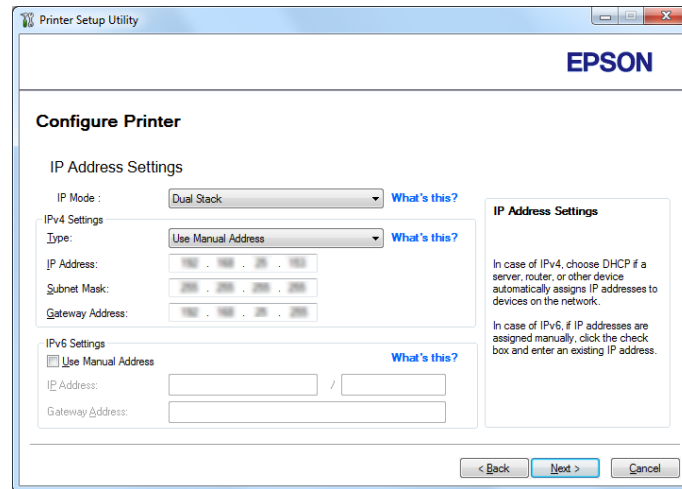 Printer Setup Utility
EPSON
Configure Printer
IP Address Settings
IP Mode :
Dual Stack
What's this?
IPv4 Settings
Type:
Use Manual Address
What's this?
IP Address:
Subnet Mask:
Gateway Address:
IPv6 Settings
Use Manual Address
What's this?
IP Address:
/
Gateway Address:
IP Address Settings
In case of IPv4, choose DHCP if a
server, router, or other device
automatically assigns IP addresses to
devices on the network.
In case of IPv6, if IP addresses are
assigned manually, click the check
box and enter an existing IP address.
< Back
Next >
Cancel